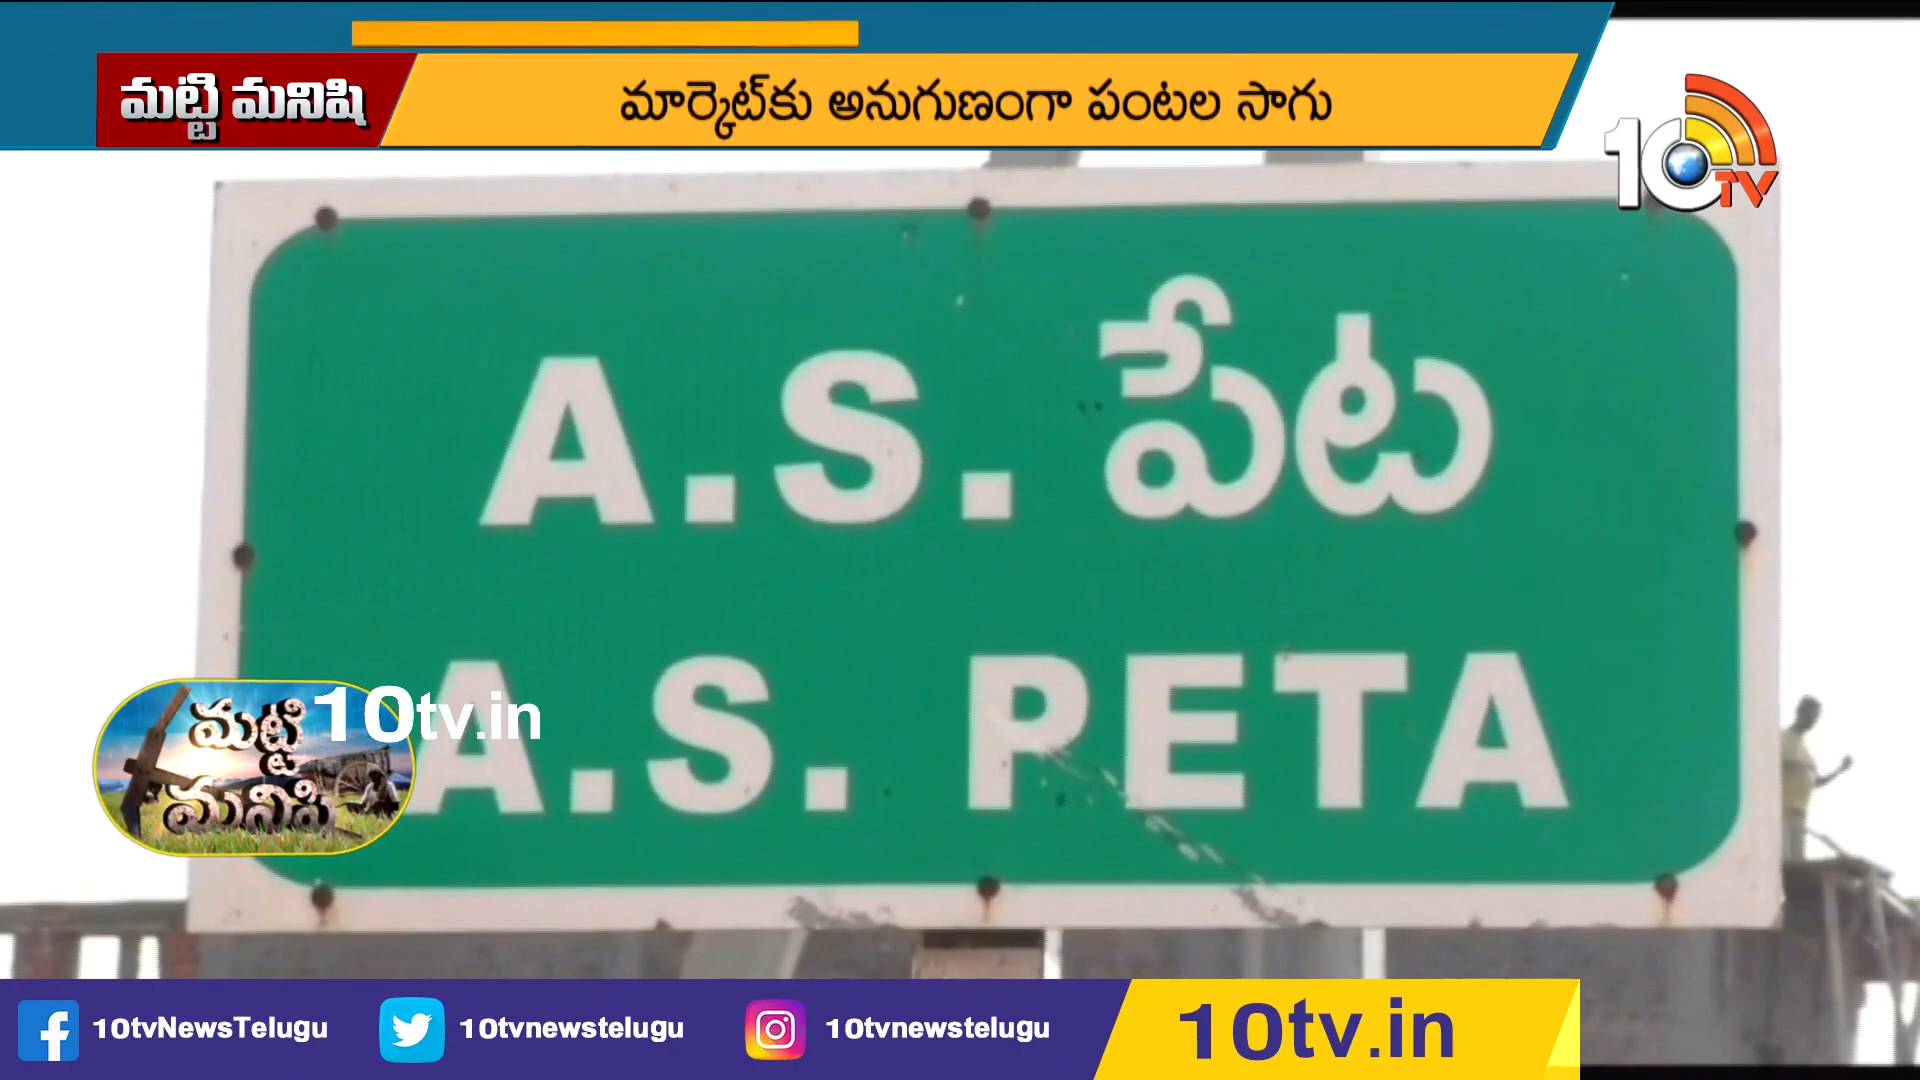 మట్టి మనిషి
మార్కెట్‌కు అనుగుణంగా పంటల సాగు
10TV
A.S. పేట
A.S. PETA
మట్టి మనిషి
10tv.in
10tvNewsTelugu
10tvnewstelugu
10tvnewstelugu
10tv.in